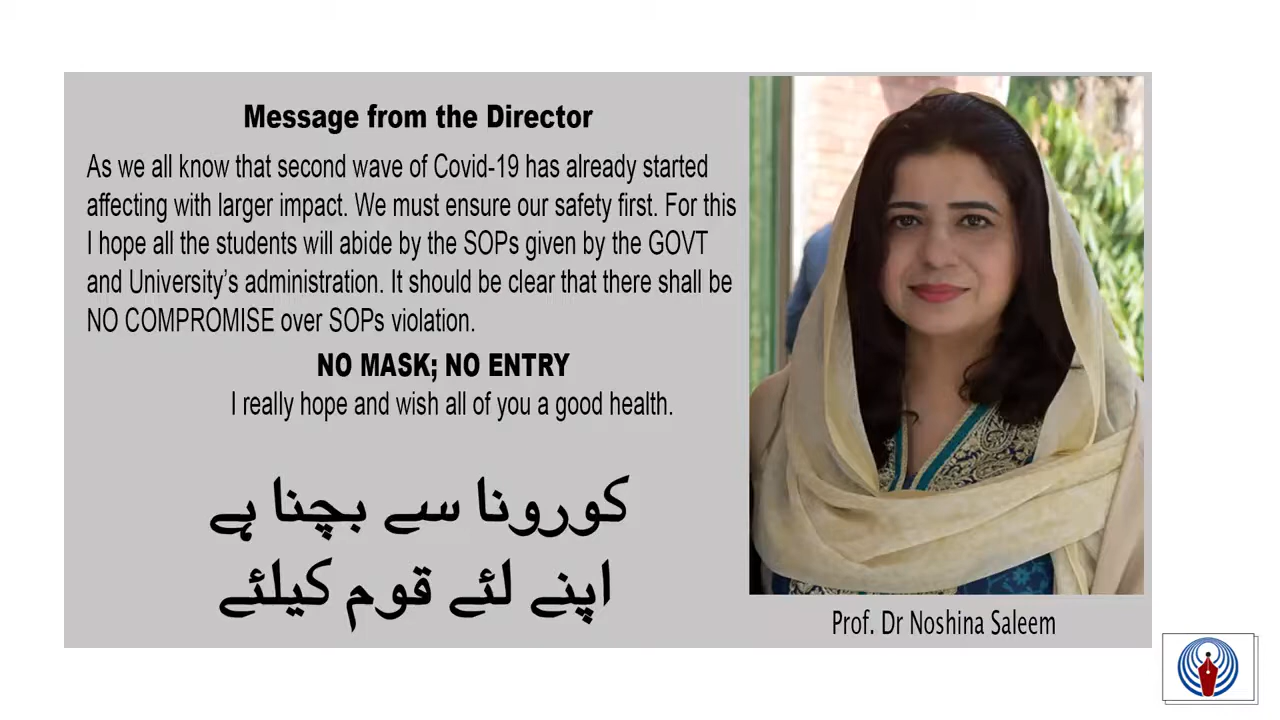 Message from the Director
As we all know that second wave of Covid-19 has already started
affecting with larger impact. We must ensure our safety first. For this
I hope all the students will abide by the SOPs given by the GOVT
and University's administration. It should be clear that there shall be
NO COMPROMISE over SOPs violation.
NO MASK; NO ENTRY
I really hope and wish all of you a good health.
کورونا سے بچنا ہے
اپنے لئے قوم کیلئے
Prof. Dr Noshina Saleem